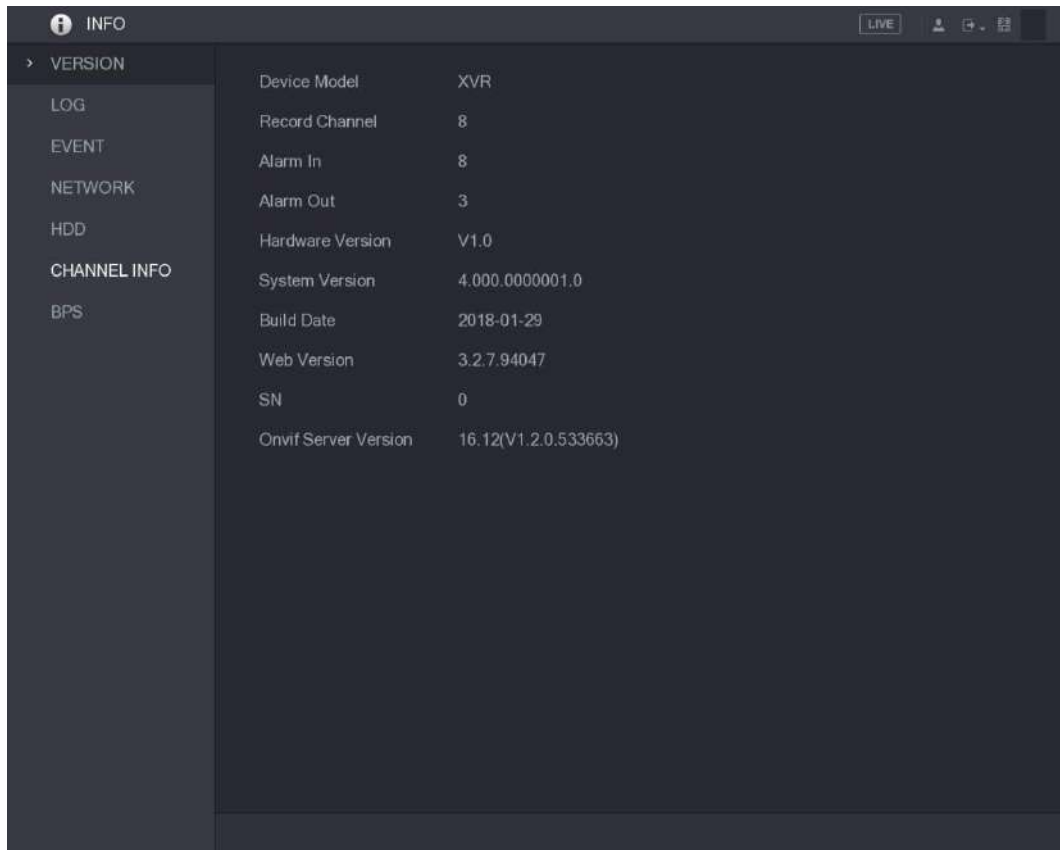 INFO
LIVE
VERSION
LOG
EVENT
NETWORK
HDD
CHANNEL INFO
BPS
Device Model XVR
Record Channel 8
Alarm In 8
Alarm Out 3
Hardware Version V1.0
System Version 4.000.0000001.0
Build Date 2018-01-29
Web Version 3.2.7.94047
SN 0
Onvif Server Version 16.12(V1.2.0.533663)